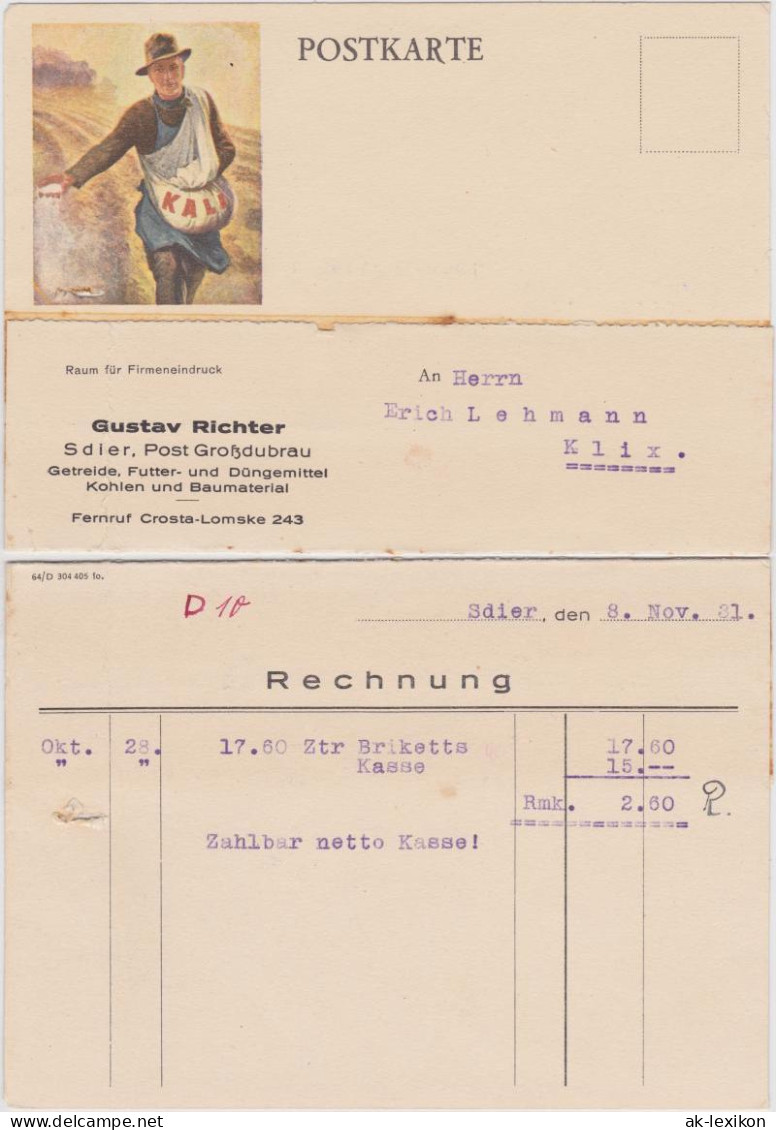 POSTKARTE
KALI
Raum für Firmeneindruck
Gustav Richter
Sdier, Post Großdubrau
Getreide, Futter- und Düngemittel
Kohlen und Baumaterial
Fernruf Crosta-Lomske 243
An Herrn
Erich Lehmann
Klix.
64/D 304 405 fo.
D 10
Sdier, den 8. Nov. 31.
Rechnung
Okt. 28. 17.60 Ztr Briketts 17.60
" " Kasse 15.--
Rmk. 2.60 R.
Zahlbar netto Kasse!
delcampe.net
ak-lexikon